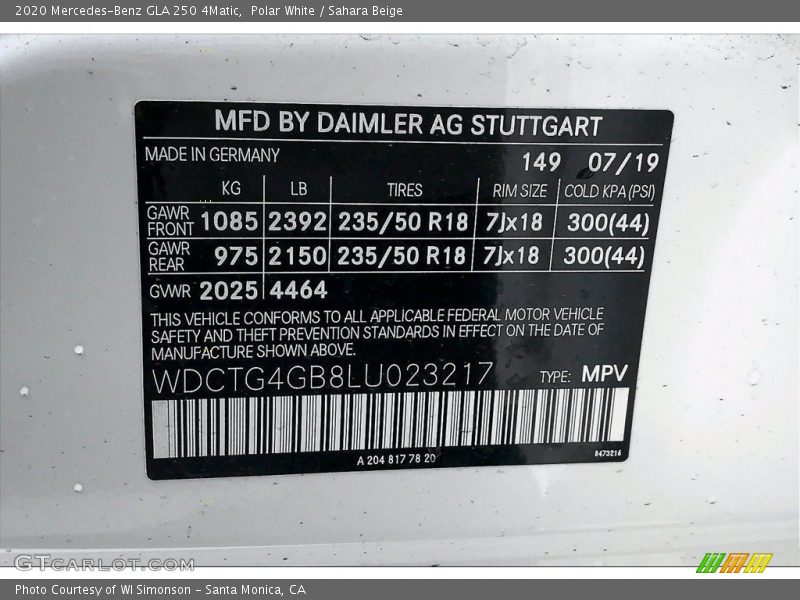 2020 Mercedes-Benz GLA 250 4Matic,  Polar White / Sahara Beige
MFD BY DAIMLER AG STUTTGART
MADE IN GERMANY 149 07/19
KG LB TIRES RIM SIZE COLD KPA (PSI)
GAWR FRONT 1085 2392 235/50 R18 7Jx18 300(44)
GAWR REAR 975 2150 235/50 R18 7Jx18 300(44)
GVWR 2025 4464
THIS VEHICLE CONFORMS TO ALL APPLICABLE FEDERAL MOTOR VEHICLE
SAFETY AND THEFT PREVENTION STANDARDS IN EFFECT ON THE DATE OF
MANUFACTURE SHOWN ABOVE.
WDCTG4GB8LU023217 TYPE: MPV
A 204 817 78 20 8473216
GTCARLOT.COM
Photo Courtesy of WI Simonson - Santa Monica, CA